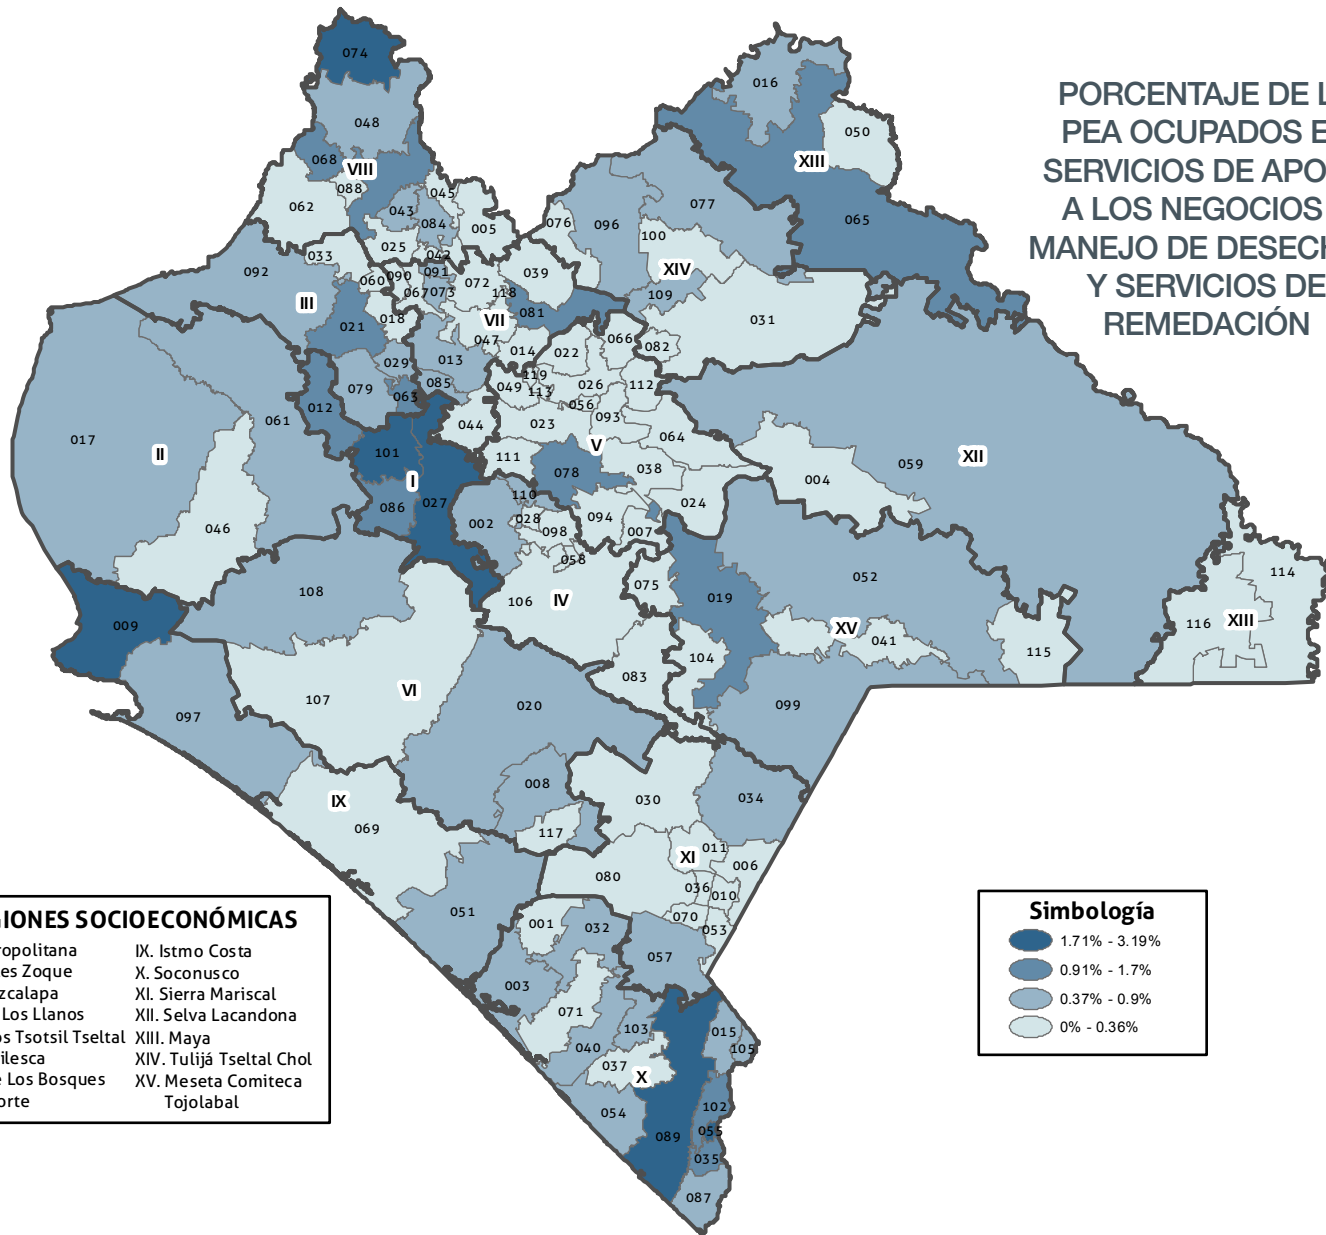 PORCENTAJE DE L
PEA OCUPADOS E
SERVICIOS DE APO
A LOS NEGOCIOS
MANEJO DE DESECH
Y SERVICIOS DE
REMEDACIÓN
074
016
048
050
068
VIII
XIII
088
045
062
043
077
065
084
005
076
096
025
100
033
042
092
039
XIV
060
090
091
072
067
073
118
109
III
081
031
018
VII
021
047
066
014
022
082
029
013
119
079
085
049
026
112
063
113
012
056
093
061
044
023
064
017
II
V
XII
101
111
059
I
078
038
004
027
110
024
086
002
028
094
046
098
007
058
114
052
075
108
019
106
IV
116
XIII
009
XV
041
104
115
083
VI
107
020
099
097
008
030
034
IX
069
117
011
XI
006
080
036
010
051
001
070
032
053
057
003
071
103
015
040
105
037
X
054
102
055
089
035
087
GIONES SOCIOECONÓMICAS
ropolitana
es Zoque
zcalapa
Los Llanos
os Tsotsil Tseltal
ilesca
e Los Bosques
orte
IX. Istmo Costa
X. Soconusco
XI. Sierra Mariscal
XII. Selva Lacandona
XIII. Maya
XIV. Tulijá Tseltal Chol
XV. Meseta Comiteca
Tojolabal
Simbología
1.71% - 3.19%
0.91% - 1.7%
0.37% - 0.9%
0% - 0.36%